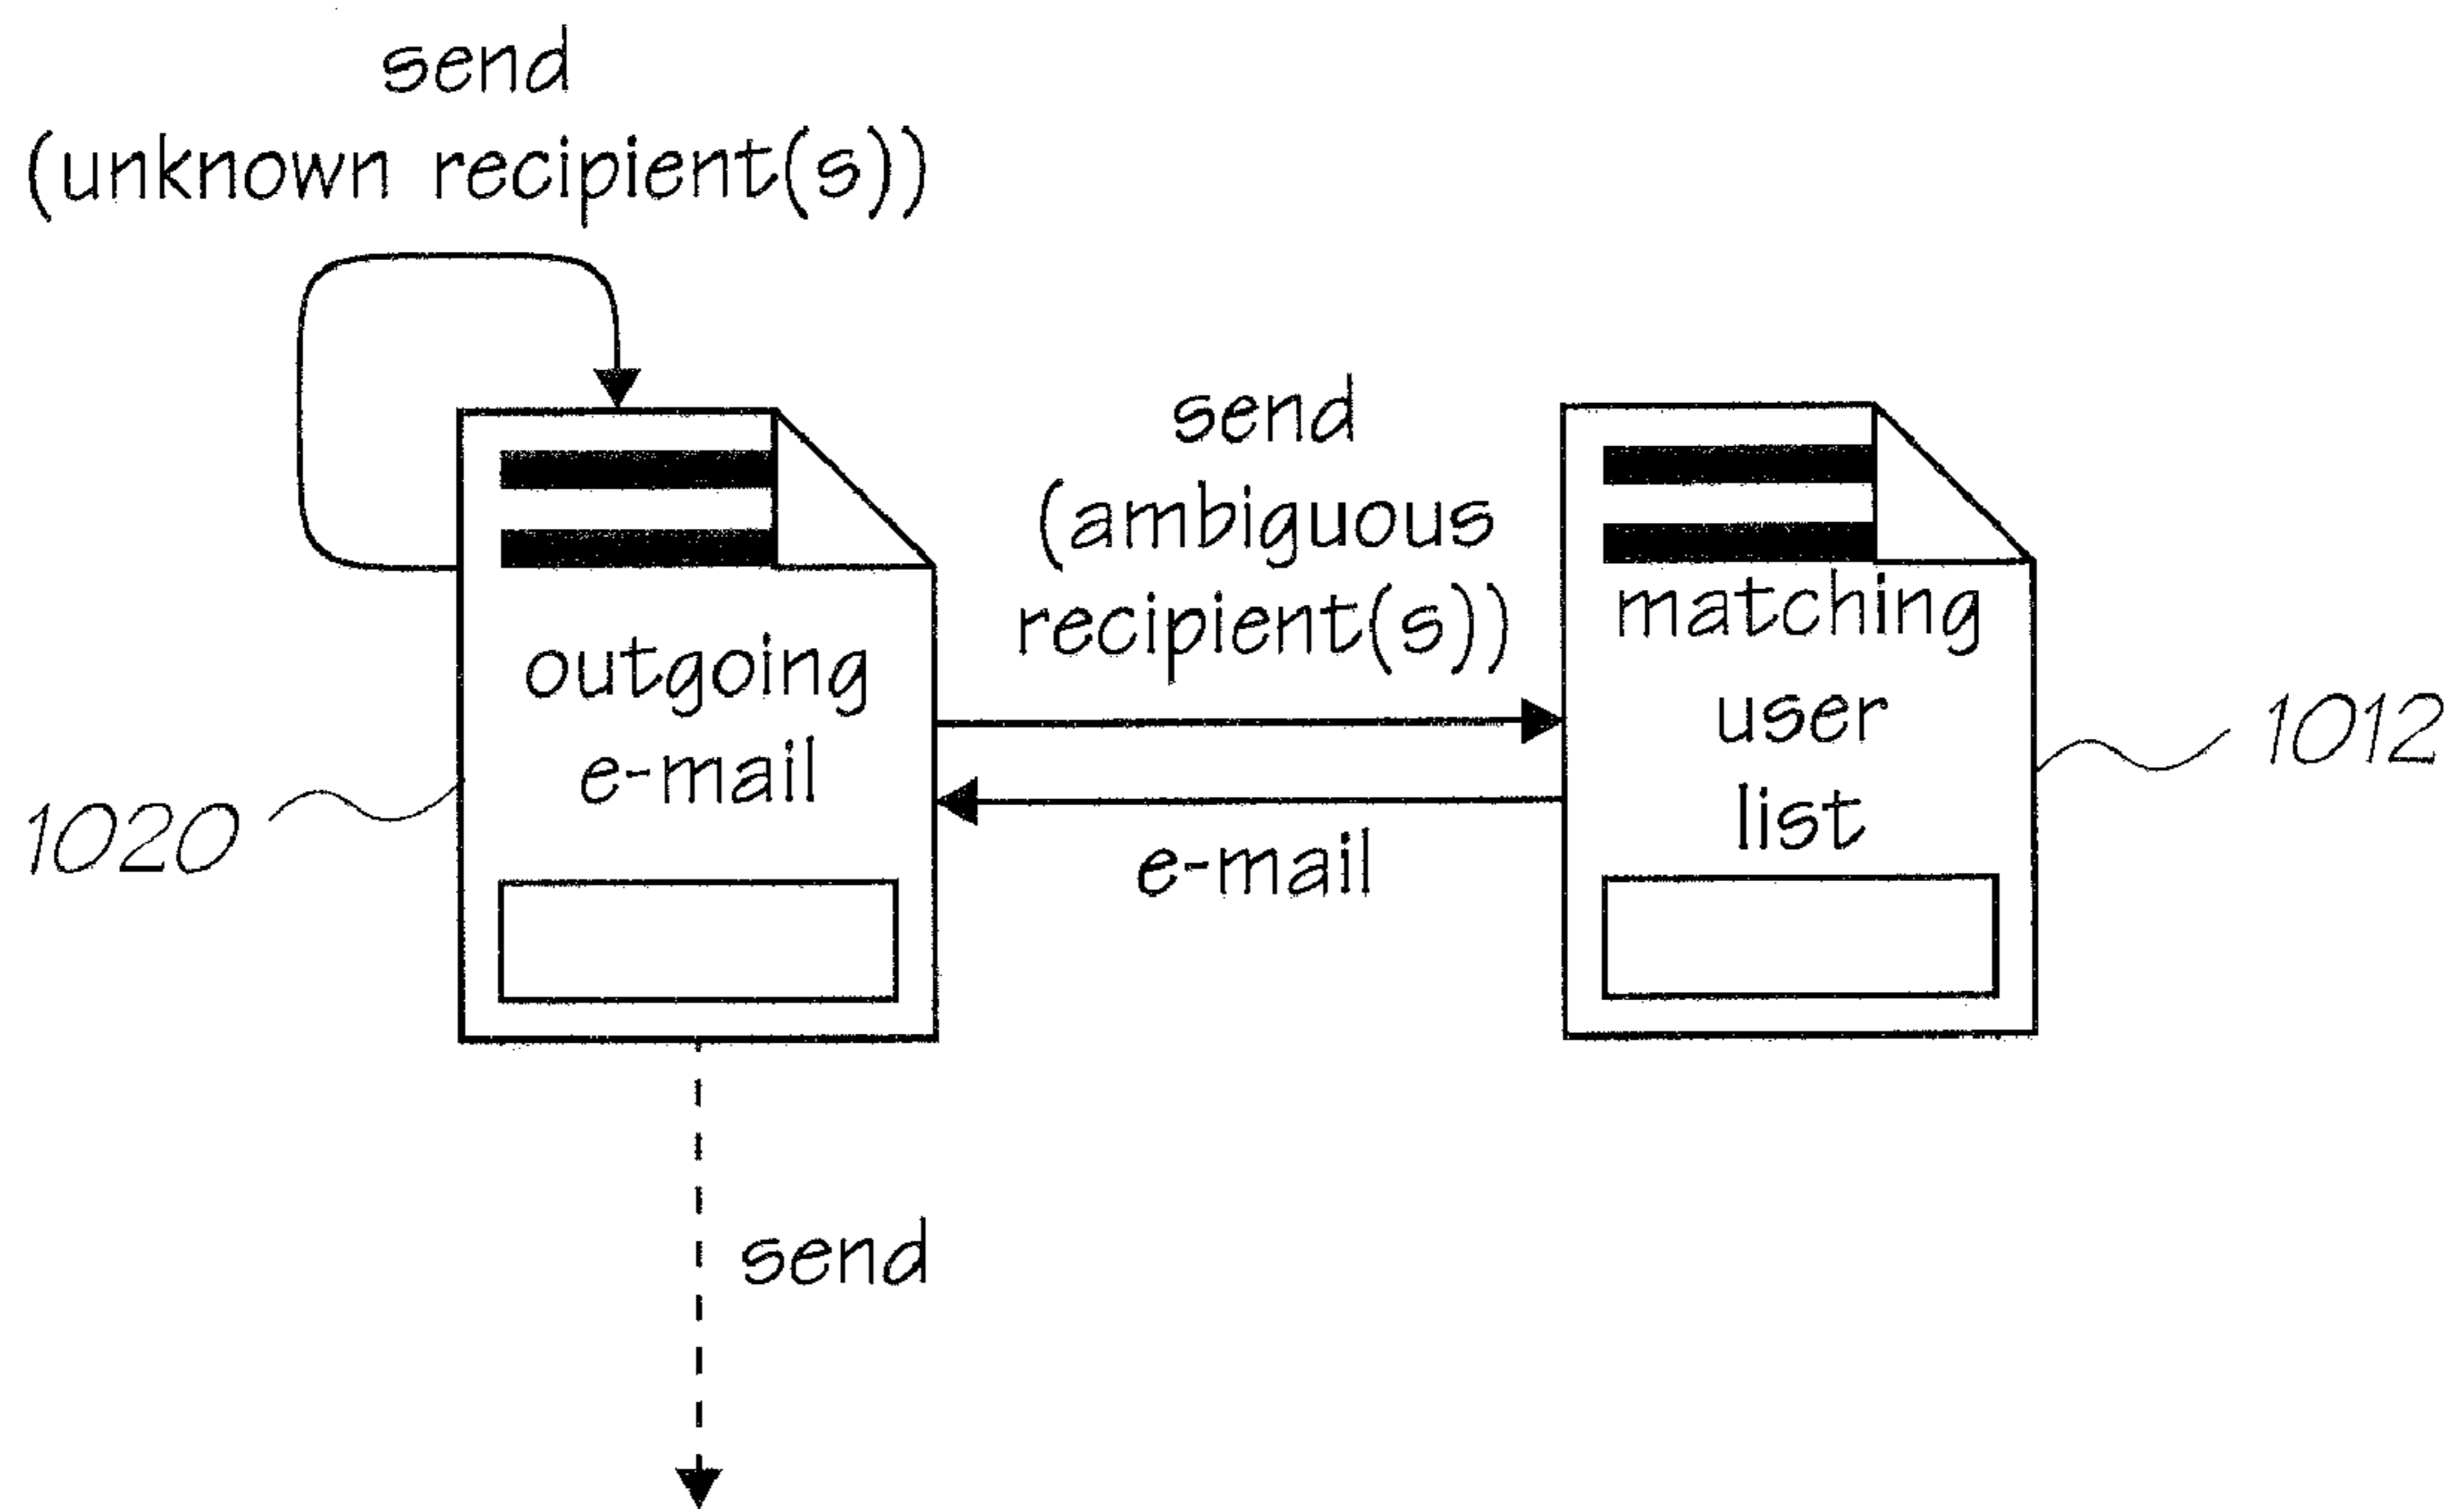 send
(unknown recipient(s))
send
(ambiguous
recipient(s))
outgoing
e-mail
1020
matching
user
list
1012
e-mail
send